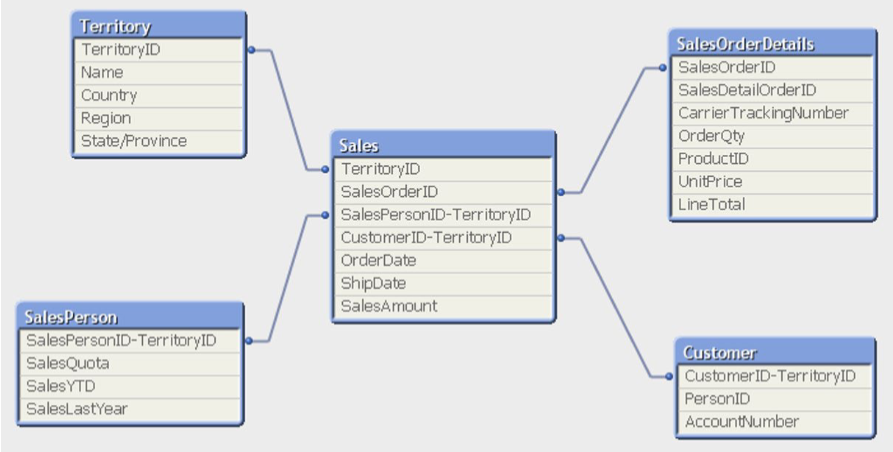 Territory
TerritoryID
Name
Country
Region
State/Province
SalesOrderDetails
SalesOrderID
SalesDetailOrderID
CarrierTrackingNumber
OrderQty
ProductID
UnitPrice
LineTotal
Sales
TerritoryID
SalesOrderID
SalesPersonID-TerritoryID
CustomerID-TerritoryID
OrderDate
ShipDate
SalesAmount
SalesPerson
SalesPersonID-TerritoryID
SalesQuota
SalesYTD
SalesLastYear
Customer
CustomerID-TerritoryID
PersonID
AccountNumber